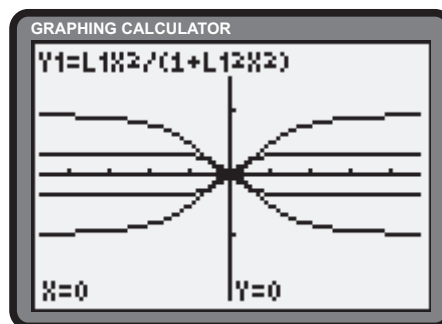 GRAPHING CALCULATOR
Y1=L1X²/(1+L1²X²)
X=0 Y=0